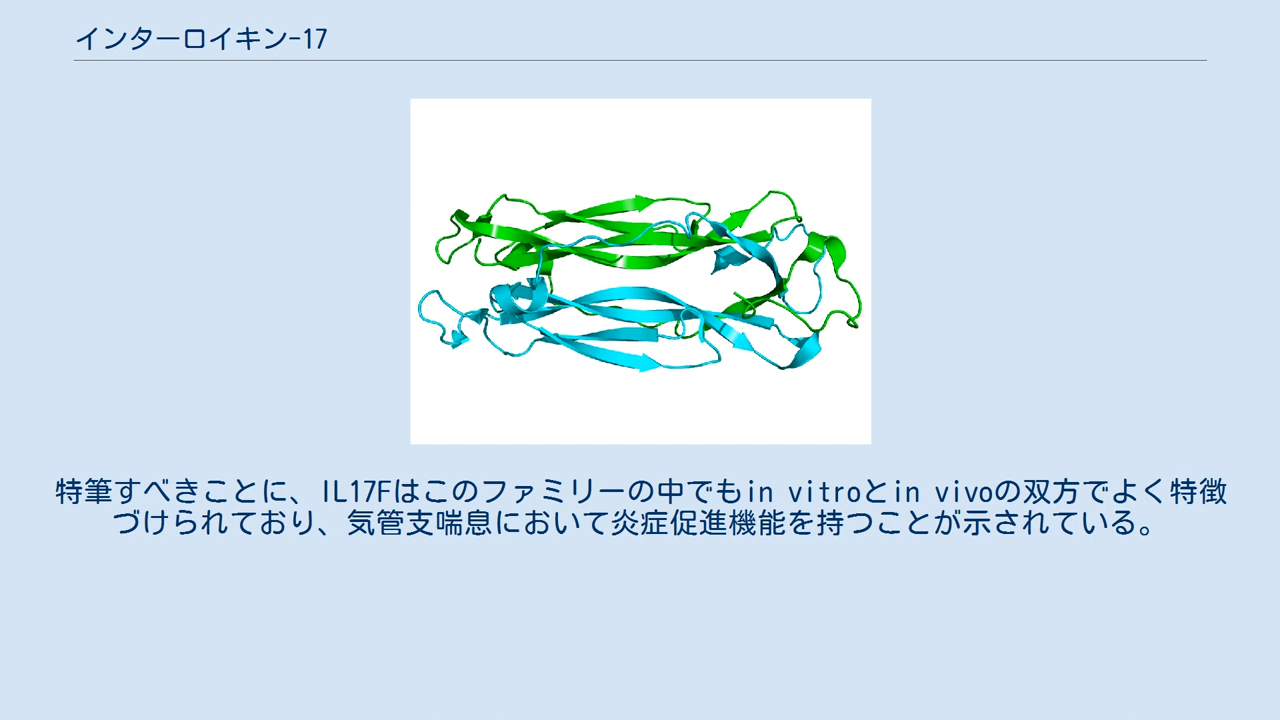 インターロイキン-17
特筆すべきことに、IL17Fはこのファミリーの中でもin vitroとin vivoの双方でよく特徴
づけられており、気管支喘息において炎症促進機能を持つことが示されている。